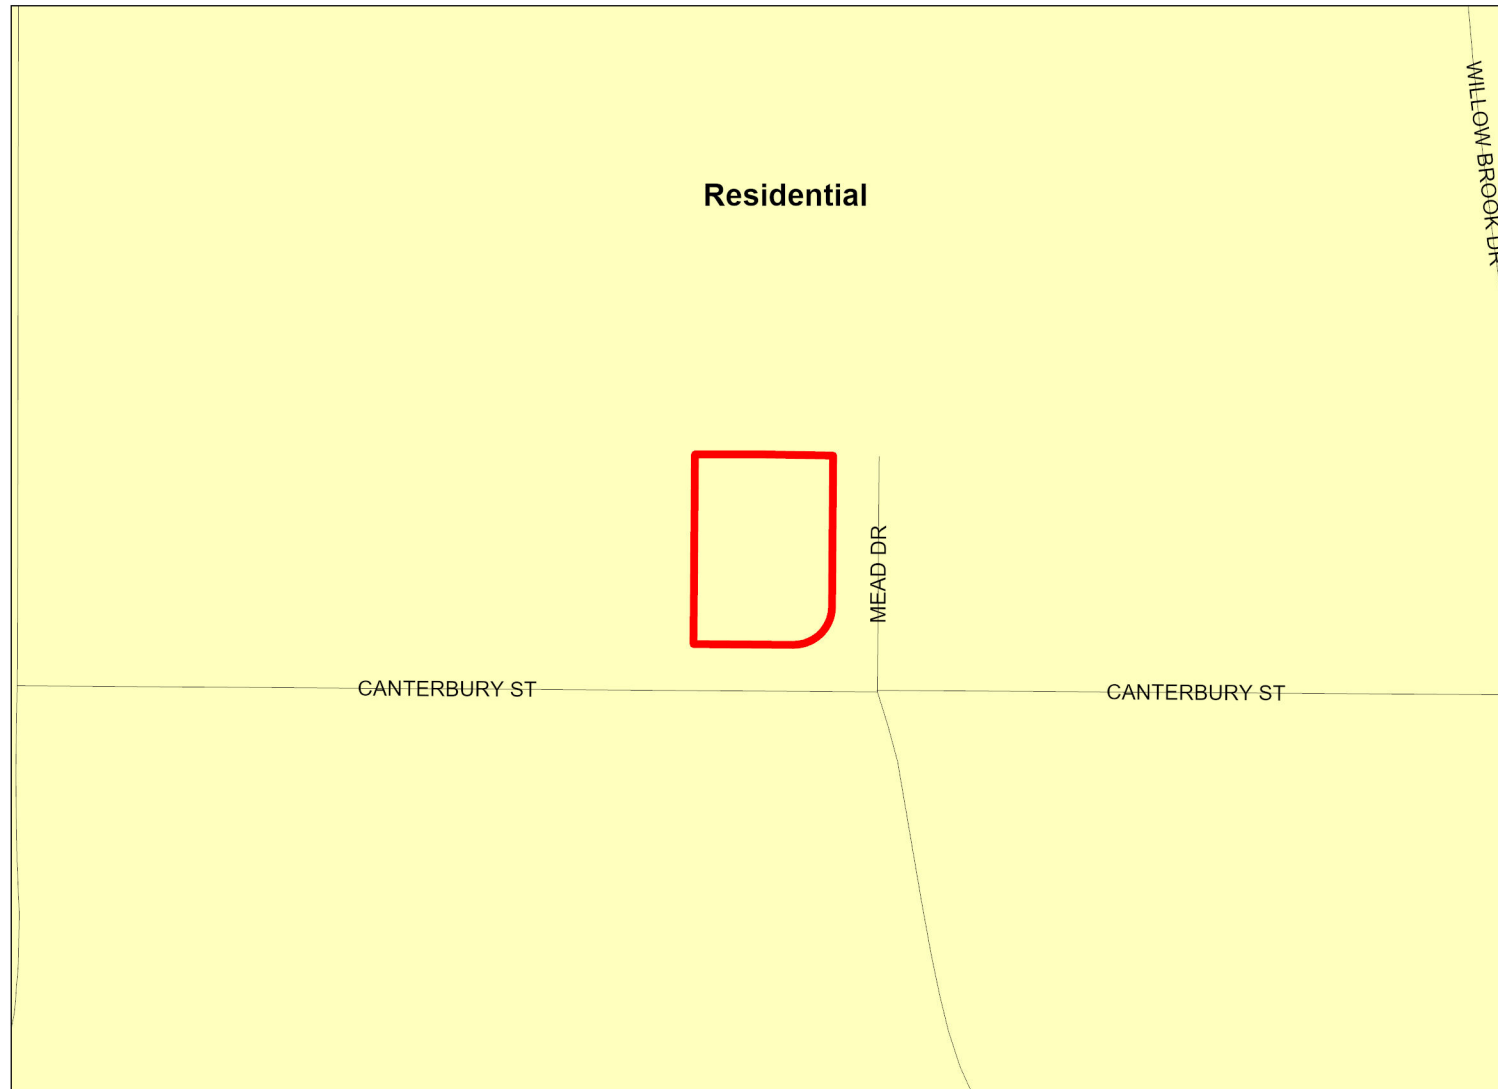 WILLOW BROOK DR
Residential
MEAD DR
CANTERBURY ST
CANTERBURY ST